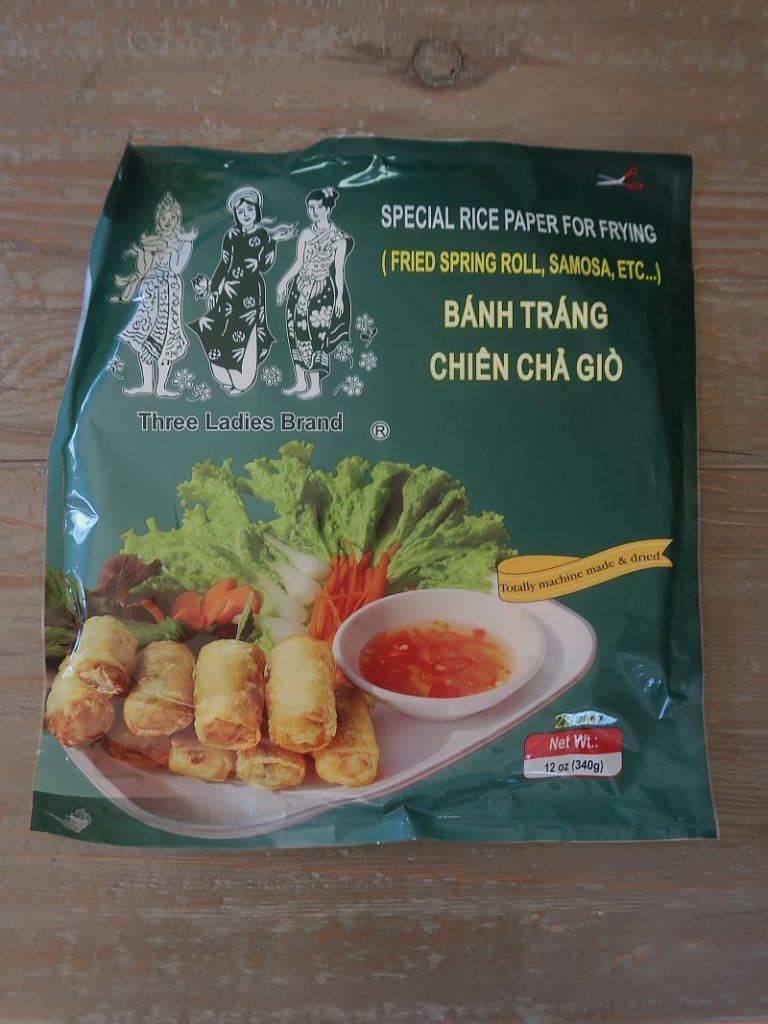 SPECIAL RICE PAPER FOR FRYING
( FRIED SPRING ROLL, SAMOSA, ETC...)
BÁNH TRÁNG
CHIÊN CHẢ GIÒ
Three Ladies Brand ®
Totally machine made & dried
Net Wt.:
12 oz (340g)